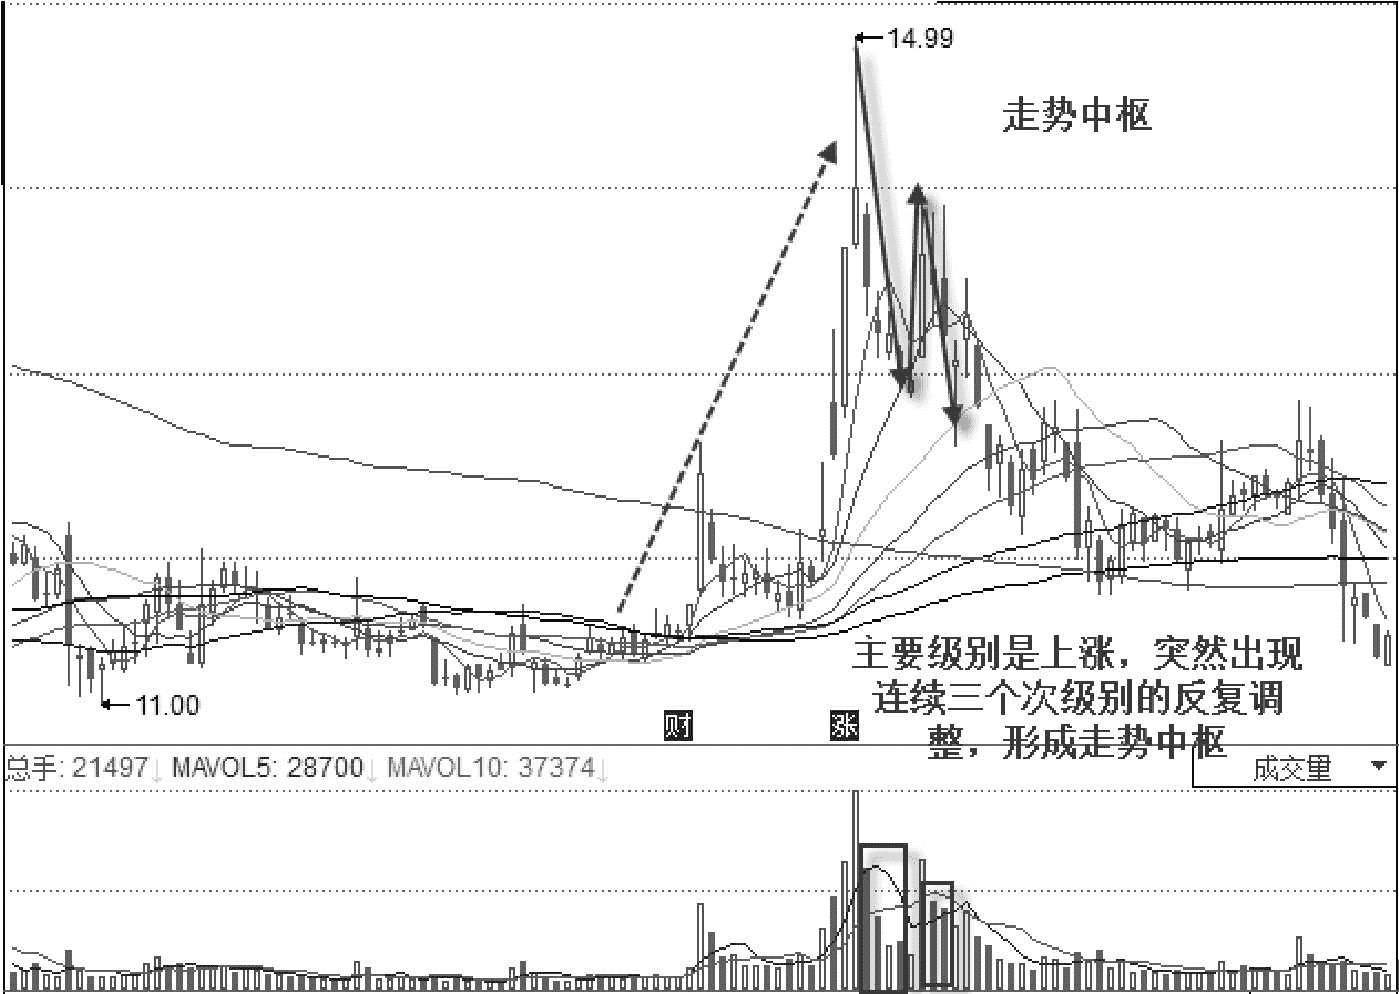 14.99
走势中枢
主要级别是上涨，突然出现
连续三个次级别的反复调
整，形成走势中枢
11.00
财
涨
总手: 21497↓ MAVOL5: 28700↓ MAVOL10: 37374↓
成交量